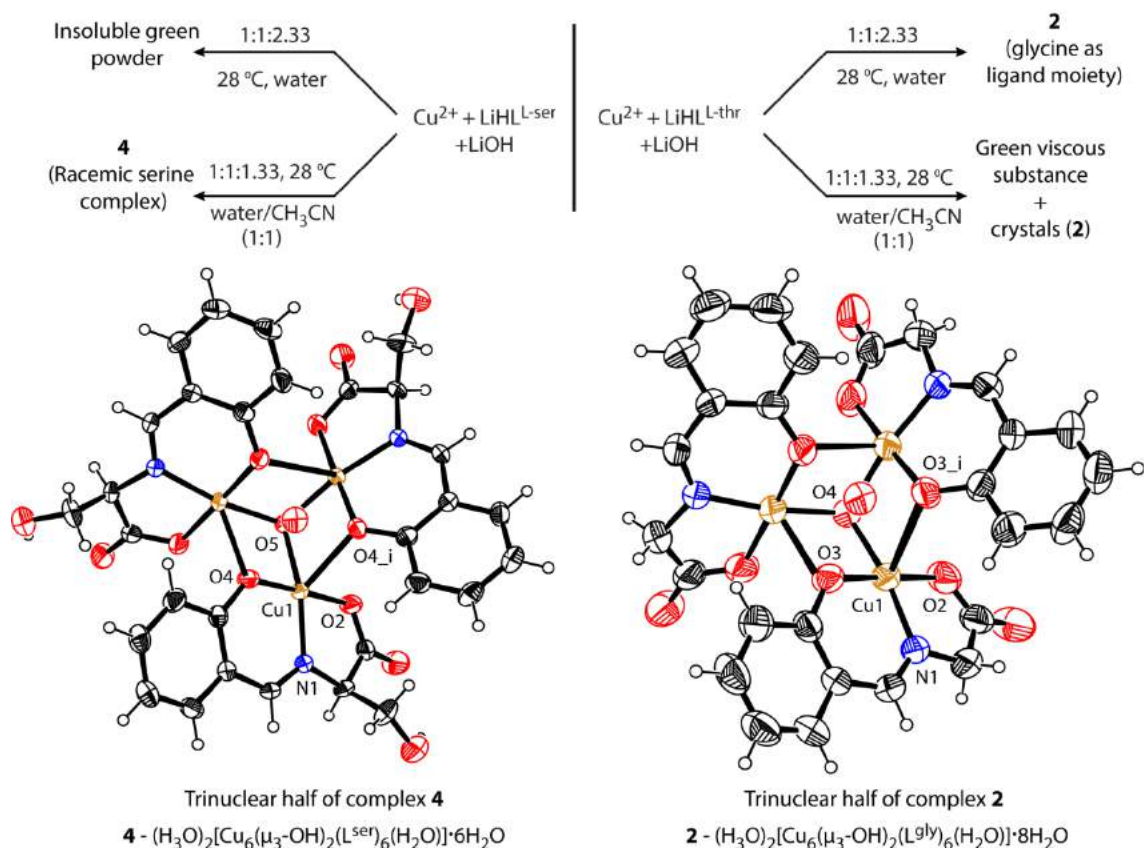 Insoluble green
powder
1:1:2.33
28 ⁰C, water
Cu²⁺ + LiHLᴸ⁻ˢᵉʳ
+LiOH
4
(Racemic serine
complex)
1:1:1.33, 28 ⁰C
water/CH₃CN
(1:1)
Cu²⁺ + LiHLᴸ⁻ᵗʰʳ
+LiOH
1:1:2.33
28 ⁰C, water
2
(glycine as
ligand moiety)
1:1:1.33, 28 ⁰C
water/CH₃CN
(1:1)
Green viscous
substance
+
crystals (2)
O5
O4_i
O4
Cu1
O2
N1
O3_i
O4
O3
Cu1
O2
N1
Trinuclear half of complex 4
4 - (H₃O)₂[Cu₆(μ₃-OH)₂(Lˢᵉʳ)₆(H₂O)]•6H₂O
Trinuclear half of complex 2
2 - (H₃O)₂[Cu₆(μ₃-OH)₂(Lᵍˡʸ)₆(H₂O)]•8H₂O